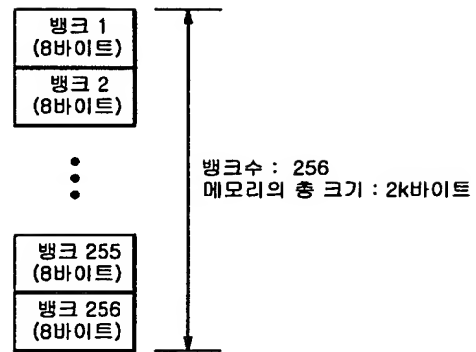 뱅크 1
(8바이트)
뱅크 2
(8바이트)
뱅크수 : 256
메모리의 총 크기 : 2k바이트
뱅크 255
(8바이트)
뱅크 256
(8바이트)